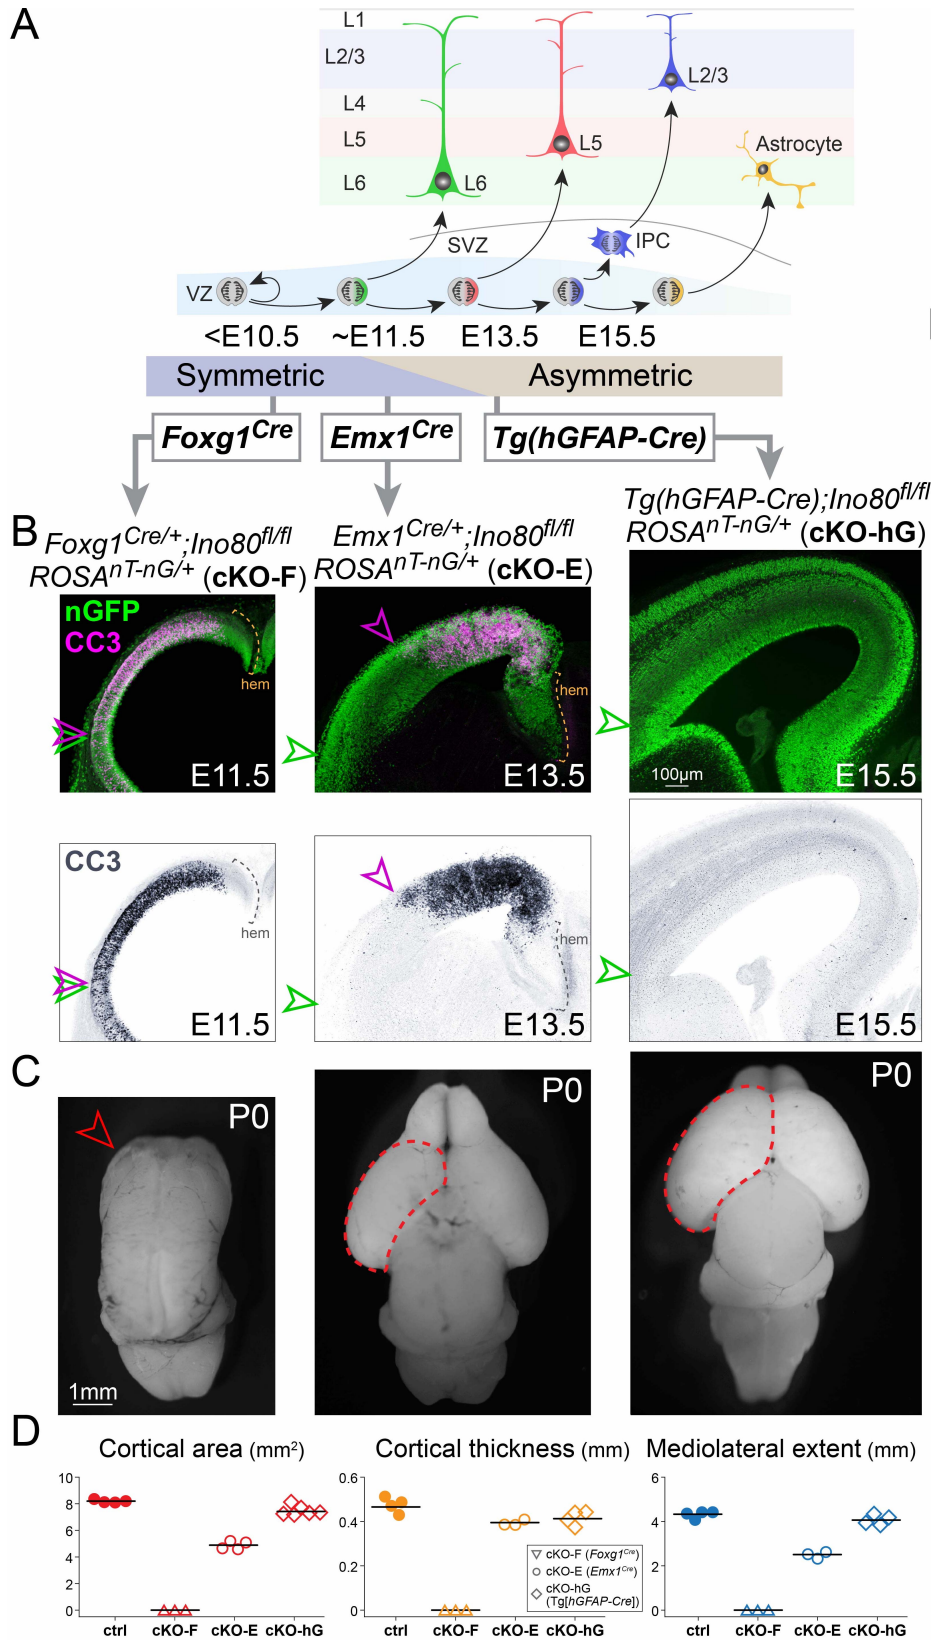 A
L1
L2/3
L4
L5
L6
L6
L5
L2/3
Astrocyte
SVZ
IPC
VZ
<E10.5 ~E11.5 E13.5 E15.5
Symmetric Asymmetric
Foxg1Cre Emx1Cre Tg(hGFAP-Cre)
B
Foxg1Cre/+;Ino80fl/fl
ROSAnT-nG/+ (cKO-F)
Emx1Cre/+;Ino80fl/fl
ROSAnT-nG/+ (cKO-E)
Tg(hGFAP-Cre);Ino80fl/fl
ROSAnT-nG/+ (cKO-hG)
nGFP
CC3
hem
E11.5
hem
E13.5
100µm
E15.5
CC3
hem
E11.5
hem
E13.5
E15.5
C
P0
1mm
P0
P0
D
Cortical area (mm²)
10
8
6
4
2
0
ctrl cKO-F cKO-E cKO-hG
Cortical thickness (mm)
0.6
0.4
0.2
0
cKO-F (Foxg1Cre)
cKO-E (Emx1Cre)
cKO-hG
(Tg[hGFAP-Cre])
ctrl cKO-F cKO-E cKO-hG
Mediolateral extent (mm)
6
4
2
0
ctrl cKO-F cKO-E cKO-hG